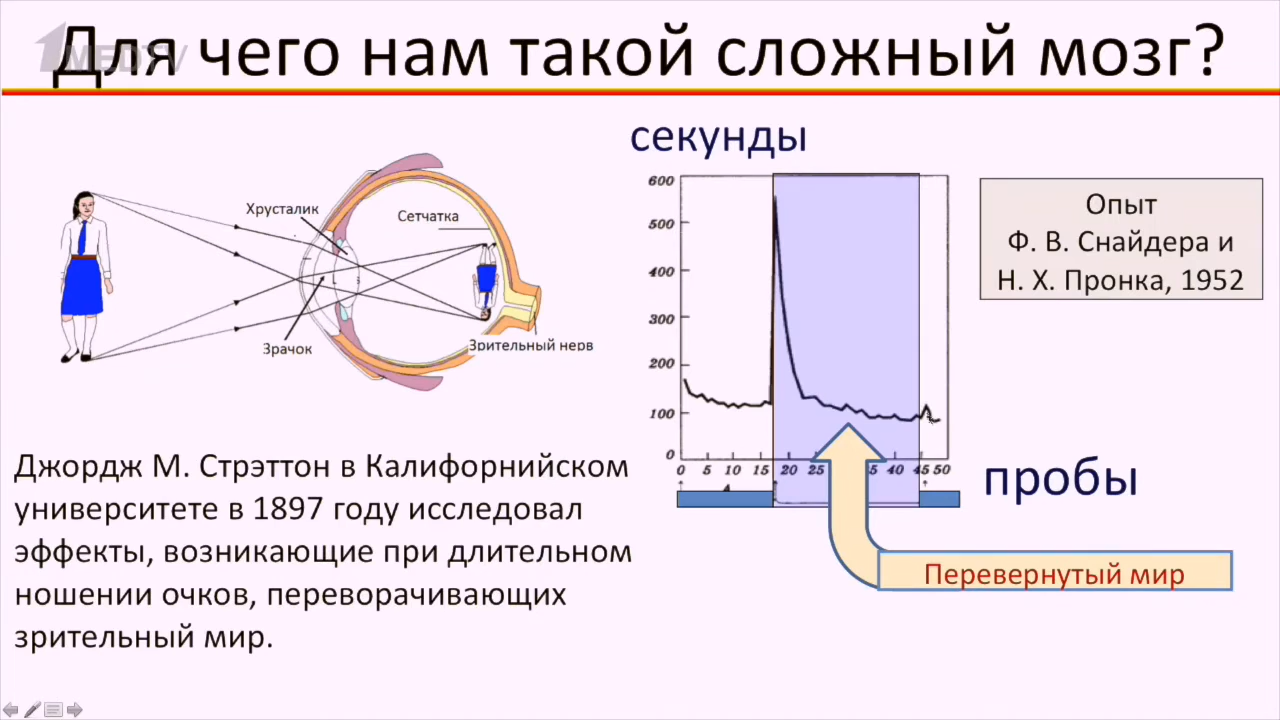 Для чего нам такой сложный мозг?
1MEDTV
Хрусталик
Сетчатка
Зрачок
Зрительный нерв
секунды
600
500
400
300
200
100
0
0 5 10 15 20 25 35 40 45 50
пробы
Опыт
Ф. В. Снайдера и
Н. Х. Пронка, 1952
Перевернутый мир
Джордж М. Стрэттон в Калифорнийском
университете в 1897 году исследовал
эффекты, возникающие при длительном
ношении очков, переворачивающих
зрительный мир.